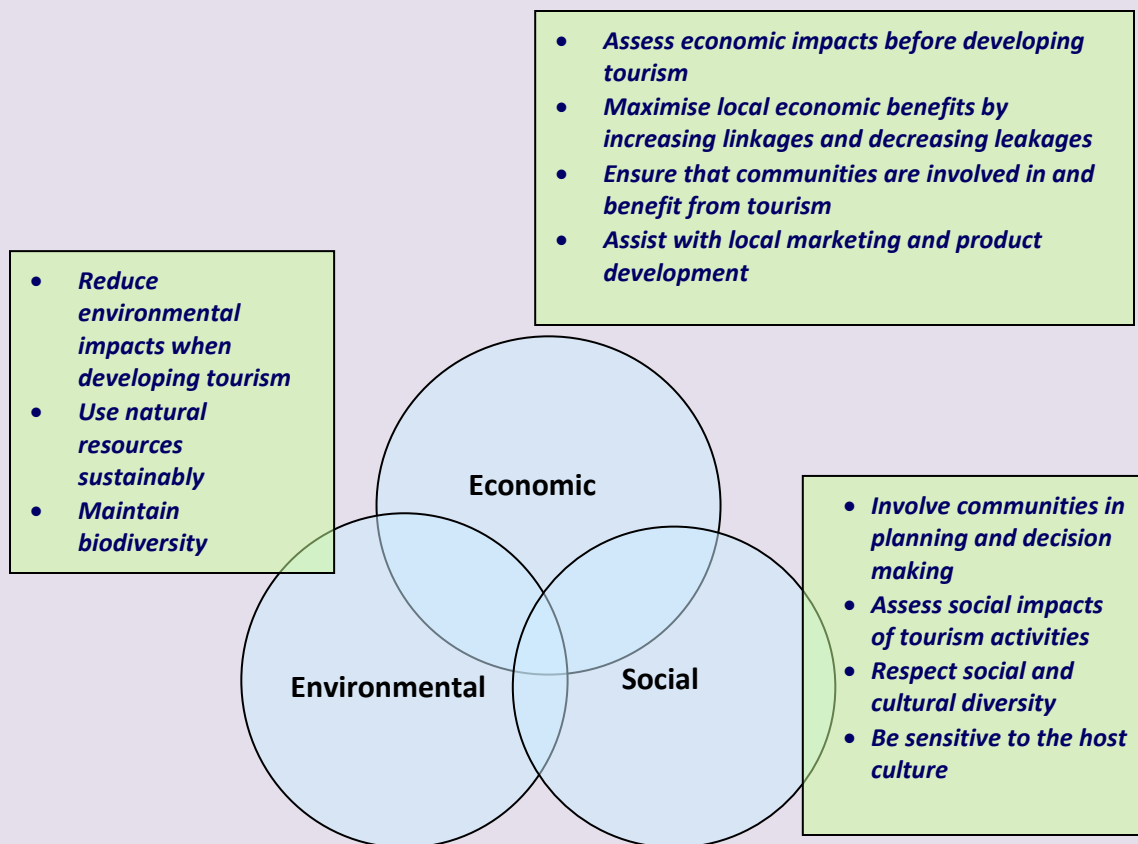 • Assess economic impacts before developing
tourism
• Maximise local economic benefits by
increasing linkages and decreasing leakages
• Ensure that communities are involved in and
benefit from tourism
• Assist with local marketing and product
development
• Reduce
environmental
impacts when
developing tourism
• Use natural
resources
sustainably
• Maintain
biodiversity
Economic
Environmental
Social
• Involve communities in
planning and decision
making
• Assess social impacts
of tourism activities
• Respect social and
cultural diversity
• Be sensitive to the host
culture